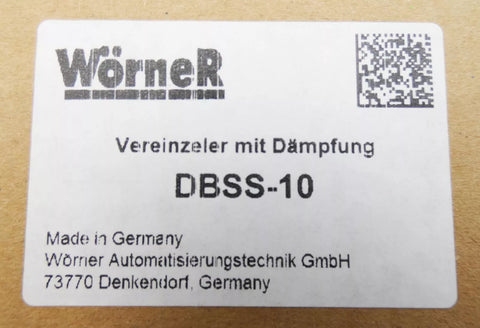 WörneR
Vereinzeler mit Dämpfung
DBSS-10
Made in Germany
Wörner Automatisierungstechnik GmbH
73770 Denkendorf, Germany